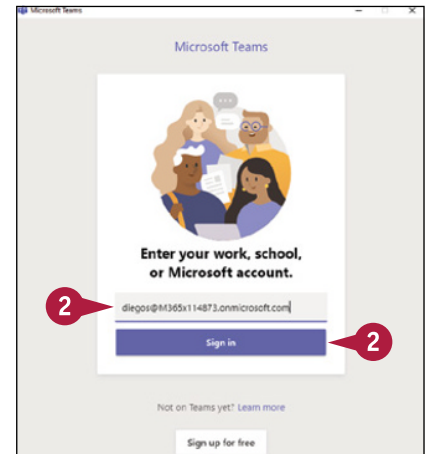 Microsoft Teams
Microsoft Teams
Enter your work, school,
or Microsoft account.
2
diegos@M365x114873.onmicrosoft.com
Sign in
2
Not on Teams yet? Learn more
Sign up for free